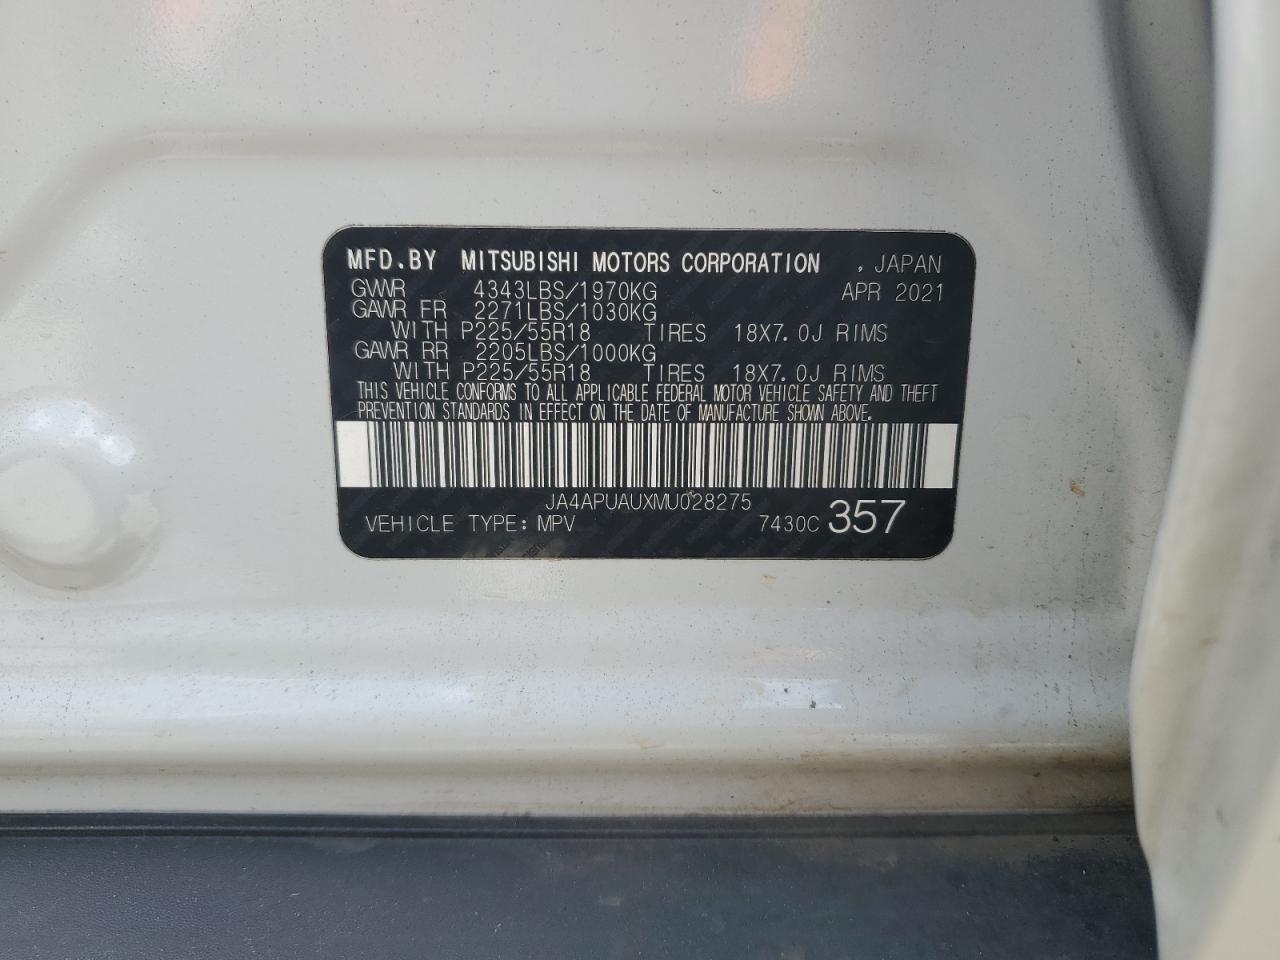 MFD.BY MITSUBISHI MOTORS CORPORATION , JAPAN
GVWR 4343LBS/1970KG APR 2021
GAWR FR 2271LBS/1030KG
WITH P225/55R18 TIRES 18X7.0J RIMS
GAWR RR 2205LBS/1000KG
WITH P225/55R18 TIRES 18X7.0J RIMS
THIS VEHICLE CONFORMS TO ALL APPLICABLE FEDERAL MOTOR VEHICLE SAFETY AND THEFT
PREVENTION STANDARDS IN EFFECT ON THE DATE OF MANUFACTURE SHOWN ABOVE.
JA4APUAUXMU028275
VEHICLE TYPE: MPV 7430C 357